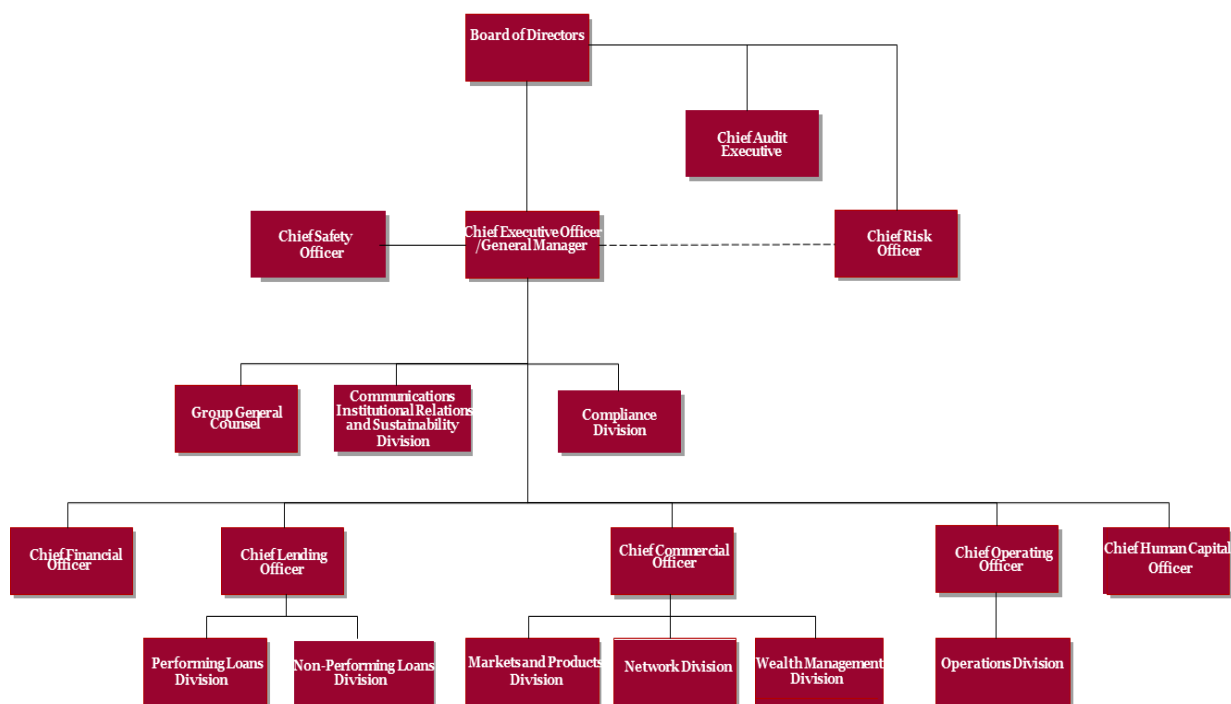 Board of Directors
Chief Audit
Executive
Chief Safety
Officer
Chief Executive Officer
/General Manager
Chief Risk
Officer
Group General
Counsel
Communications
Institutional Relations
and Sustainability
Division
Compliance
Division
Chief Financial
Officer
Chief Lending
Officer
Chief Commercial
Officer
Chief Operating
Officer
Chief Human Capital
Officer
Performing Loans
Division
Non-Performing Loans
Division
Markets and Products
Division
Network Division
Wealth Management
Division
Operations Division